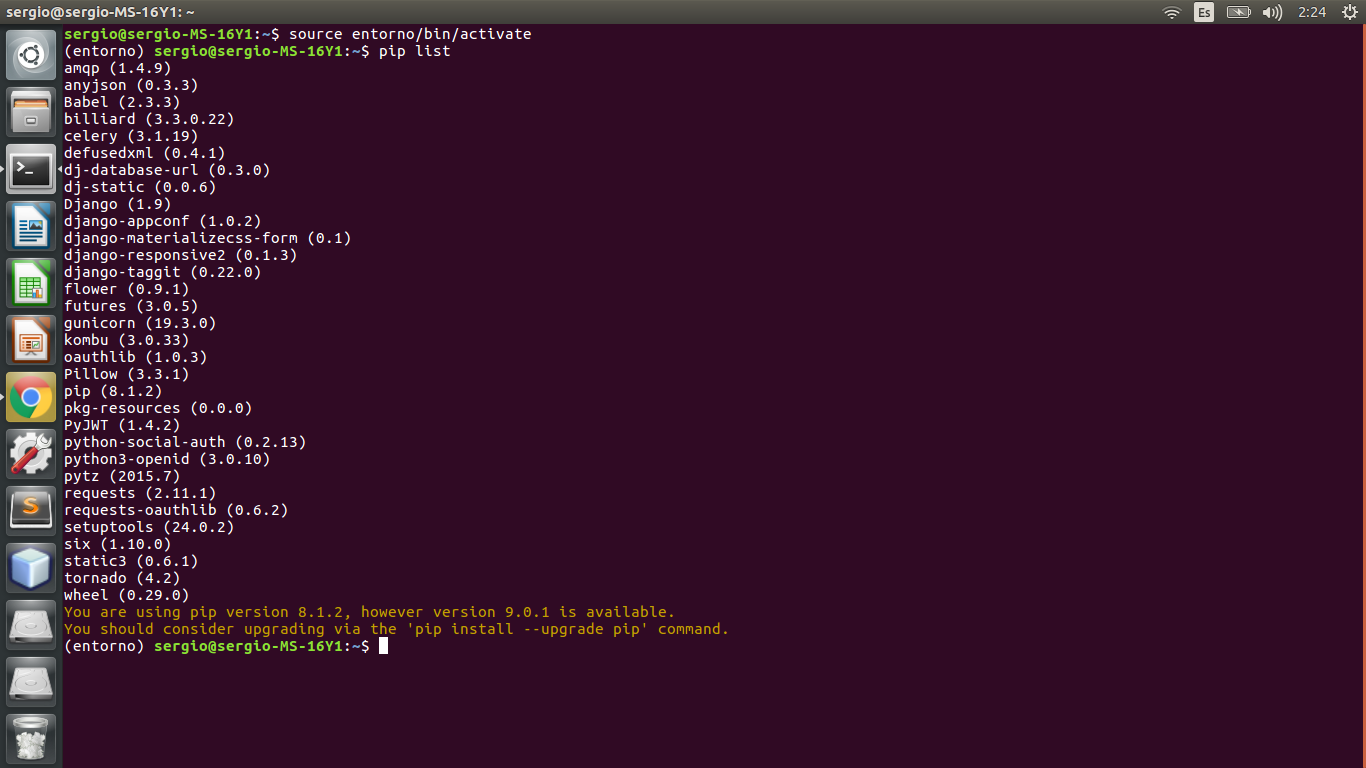 sergio@sergio-MS-16Y1: ~
Es
2:24
sergio@sergio-MS-16Y1:~$ source entorno/bin/activate
(entorno) sergio@sergio-MS-16Y1:~$ pip list
amqp (1.4.9)
anyjson (0.3.3)
Babel (2.3.3)
billiard (3.3.0.22)
celery (3.1.19)
defusedxml (0.4.1)
dj-database-url (0.3.0)
dj-static (0.0.6)
Django (1.9)
django-appconf (1.0.2)
django-materializecss-form (0.1)
django-responsive2 (0.1.3)
django-taggit (0.22.0)
flower (0.9.1)
futures (3.0.5)
gunicorn (19.3.0)
kombu (3.0.33)
oauthlib (1.0.3)
Pillow (3.3.1)
pip (8.1.2)
pkg-resources (0.0.0)
PyJWT (1.4.2)
python-social-auth (0.2.13)
python3-openid (3.0.10)
pytz (2015.7)
requests (2.11.1)
requests-oauthlib (0.6.2)
setuptools (24.0.2)
six (1.10.0)
static3 (0.6.1)
tornado (4.2)
wheel (0.29.0)
You are using pip version 8.1.2, however version 9.0.1 is available.
You should consider upgrading via the 'pip install --upgrade pip' command.
(entorno) sergio@sergio-MS-16Y1:~$